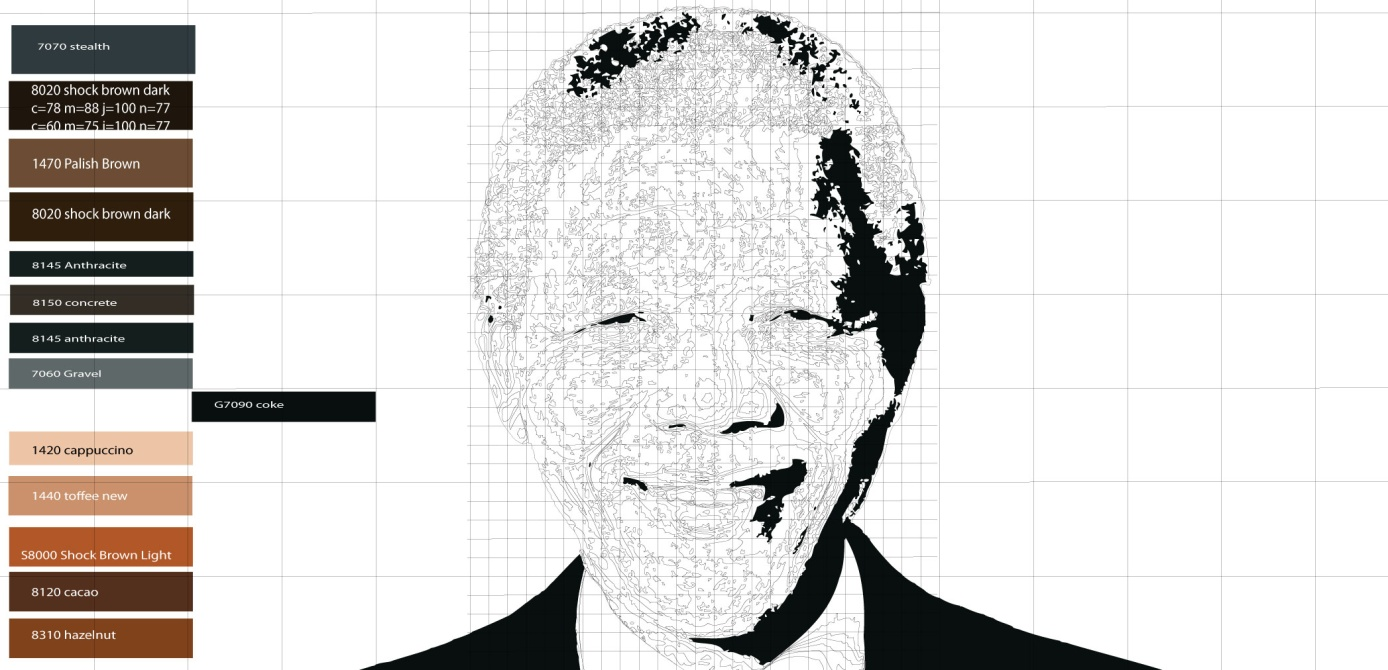 7070 stealth
8020 shock brown dark
c=78 m=88 j=100 n=77
c=60 m=75 j=100 n=77
1470 Palish Brown
8020 shock brown dark
8145 Anthracite
8150 concrete
8145 anthracite
7060 Gravel
G7090 coke
1420 cappuccino
1440 toffee new
S8000 Shock Brown Light
8120 cacao
8310 hazelnut